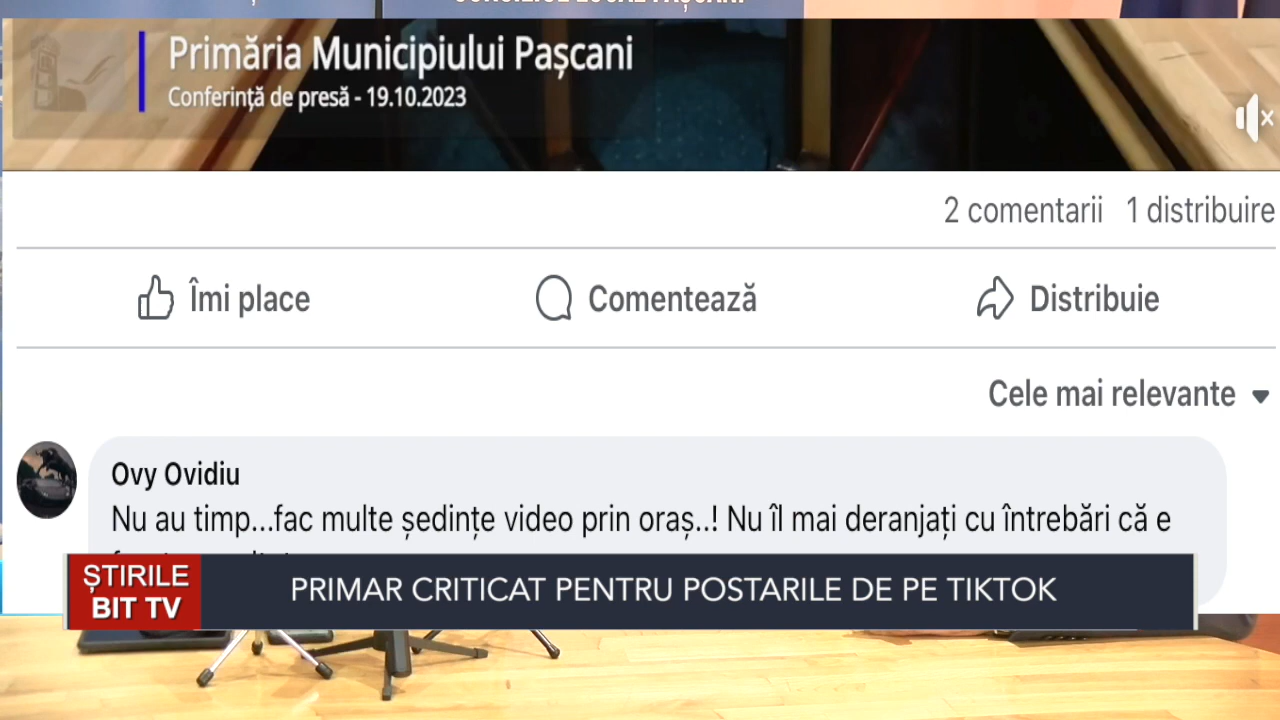 Primăria Municipiului Pașcani
Conferință de presă - 19.10.2023
2 comentarii 1 distribuire
Îmi place Comentează Distribuie
Cele mai relevante
Ovy Ovidiu
Nu au timp...fac multe ședințe video prin oraș..! Nu îl mai deranjați cu întrebări că e
ȘTIRILE
BIT TV
PRIMAR CRITICAT PENTRU POSTARILE DE PE TIKTOK